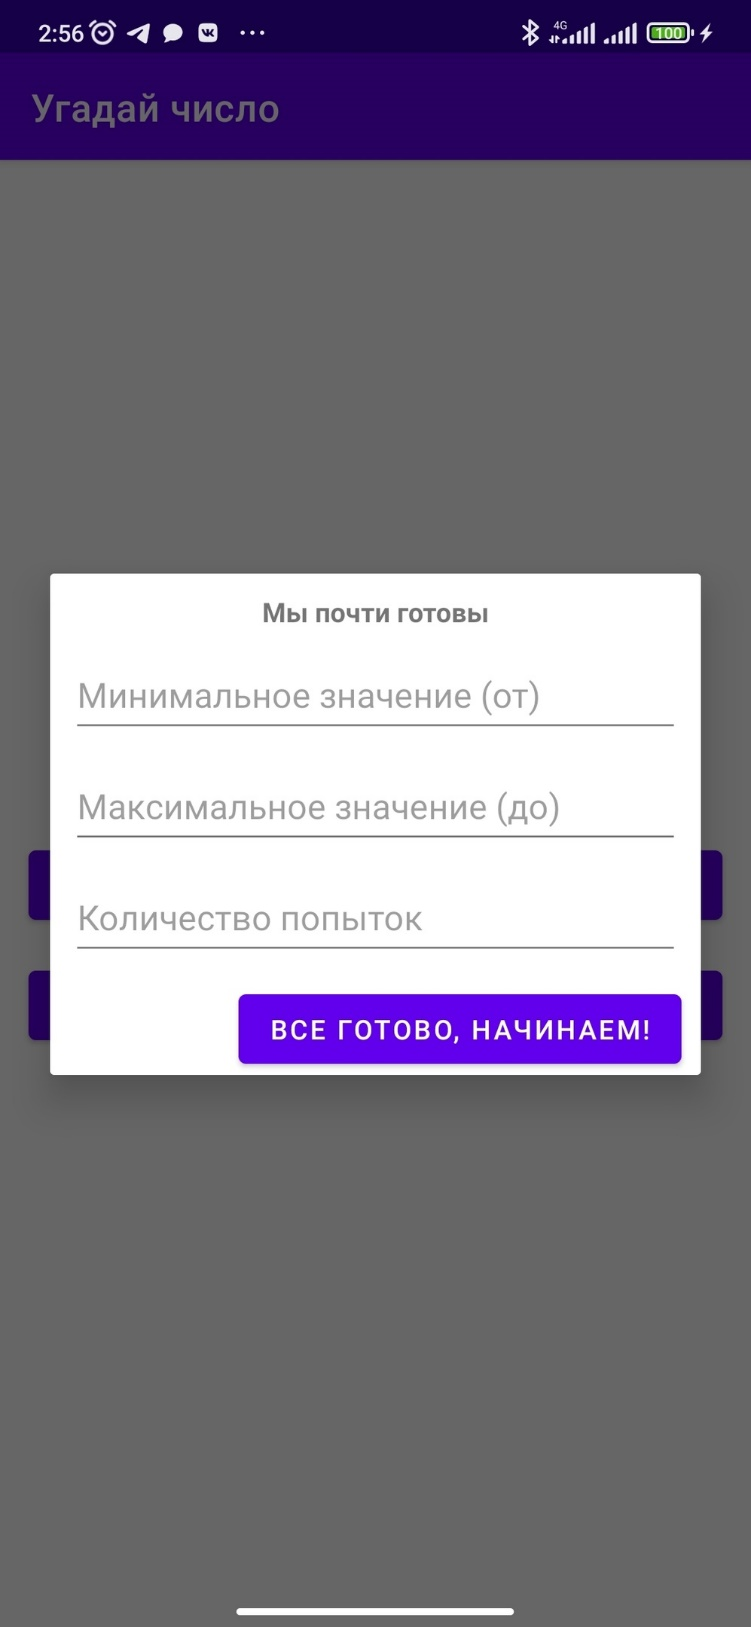 2:56
4G
100
Угадай число
Мы почти готовы
Минимальное значение (от)
Максимальное значение (до)
Количество попыток
ВСЕ ГОТОВО, НАЧИНАЕМ!